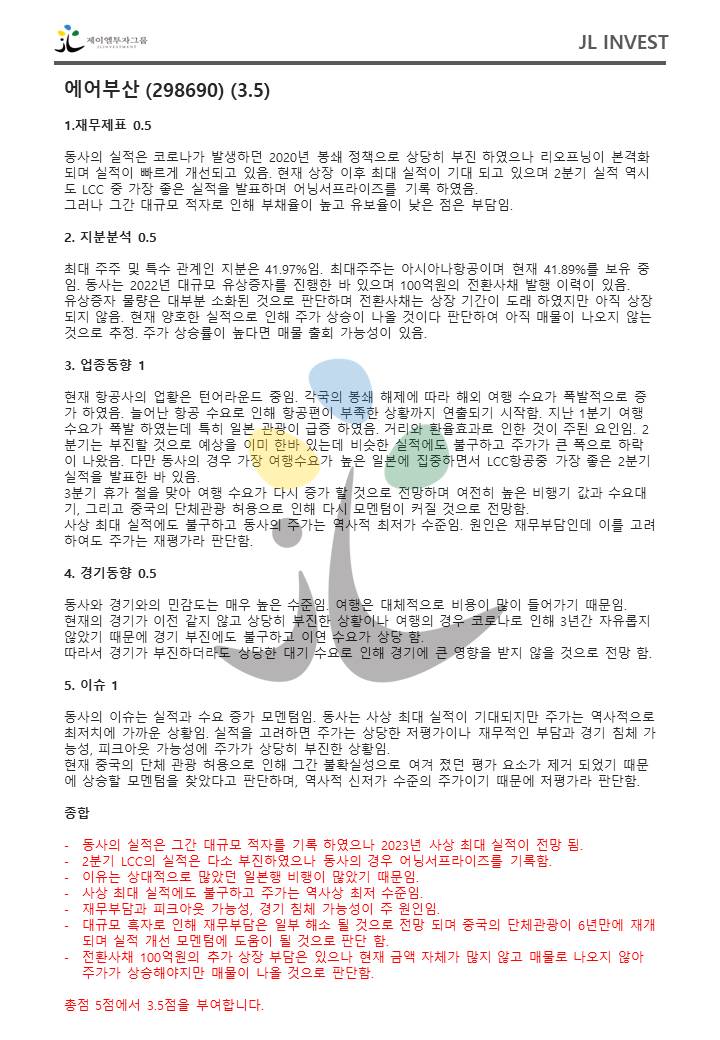 제이엘투자그룹
JLINVESTMENT
JL INVEST
에어부산 (298690) (3.5)
1.재무제표 0.5
동사의 실적은 코로나가 발생하던 2020년 봉쇄 정책으로 상당히 부진 하였으나 리오프닝이 본격화
되며 실적이 빠르게 개선되고 있음. 현재 상장 이후 최대 실적이 기대 되고 있으며 2분기 실적 역시
도 LCC 중 가장 좋은 실적을 발표하며 어닝서프라이즈를 기록 하였음.
그러나 그간 대규모 적자로 인해 부채율이 높고 유보율이 낮은 점은 부담임.
2. 지분분석 0.5
최대 주주 및 특수 관계인 지분은 41.97%임. 최대주주는 아시아나항공이며 현재 41.89%를 보유 중
임. 동사는 2022년 대규모 유상증자를 진행한 바 있으며 100억원의 전환사채 발행 이력이 있음.
유상증자 물량은 대부분 소화된 것으로 판단하며 전환사채는 상장 기간이 도래 하였지만 아직 상장
되지 않음. 현재 양호한 실적으로 인해 주가 상승이 나올 것이다 판단하여 아직 매물이 나오지 않는
것으로 추정. 주가 상승률이 높다면 매물 출회 가능성이 있음.
3. 업종동향 1
현재 항공사의 업황은 턴어라운드 중임. 각국의 봉쇄 해제에 따라 해외 여행 수요가 폭발적으로 증
가 하였음. 늘어난 항공 수요로 인해 항공편이 부족한 상황까지 연출되기 시작함. 지난 1분기 여행
수요가 폭발 하였는데 특히 일본 관광이 급증 하였음. 거리와 환율효과로 인한 것이 주된 요인임. 2
분기는 부진할 것으로 예상을 이미 한바 있는데 비슷한 실적에도 불구하고 주가가 큰 폭으로 하락
이 나왔음. 다만 동사의 경우 가장 여행수요가 높은 일본에 집중하면서 LCC항공중 가장 좋은 2분기
실적을 발표한 바 있음.
3분기 휴가 철을 맞아 여행 수요가 다시 증가 할 것으로 전망하며 여전히 높은 비행기 값과 수요대
기, 그리고 중국의 단체관광 허용으로 인해 다시 모멘텀이 커질 것으로 전망함.
사상 최대 실적에도 불구하고 동사의 주가는 역사적 최저가 수준임. 원인은 재무부담인데 이를 고려
하여도 주가는 재평가라 판단함.
4. 경기동향 0.5
동사와 경기와의 민감도는 매우 높은 수준임. 여행은 대체적으로 비용이 많이 들어가기 때문임.
현재의 경기가 이전 같지 않고 상당히 부진한 상황이나 여행의 경우 코로나로 인해 3년간 자유롭지
않았기 때문에 경기 부진에도 불구하고 이연 수요가 상당 함.
따라서 경기가 부진하더라도 상당한 대기 수요로 인해 경기에 큰 영향을 받지 않을 것으로 전망 함.
5. 이슈 1
동사의 이슈는 실적과 수요 증가 모멘텀임. 동사는 사상 최대 실적이 기대되지만 주가는 역사적으로
최저치에 가까운 상황임. 실적을 고려하면 주가는 상당한 저평가이나 재무적인 부담과 경기 침체 가
능성, 피크아웃 가능성에 주가가 상당히 부진한 상황임.
현재 중국의 단체 관광 허용으로 인해 그간 불확실성으로 여겨 졌던 평가 요소가 제거 되었기 때문
에 상승할 모멘텀을 찾았다고 판단하며, 역사적 신저가 수준의 주가이기 때문에 저평가라 판단함.
종합
- 동사의 실적은 그간 대규모 적자를 기록 하였으나 2023년 사상 최대 실적이 전망 됨.
- 2분기 LCC의 실적은 다소 부진하였으나 동사의 경우 어닝서프라이즈를 기록함.
- 이유는 상대적으로 많았던 일본행 비행이 많았기 때문임.
- 사상 최대 실적에도 불구하고 주가는 역사상 최저 수준임.
- 재무부담과 피크아웃 가능성, 경기 침체 가능성이 주 원인임.
- 대규모 흑자로 인해 재무부담은 일부 해소 될 것으로 전망 되며 중국의 단체관광이 6년만에 재개
되며 실적 개선 모멘텀에 도움이 될 것으로 판단 함.
- 전환사채 100억원의 추가 상장 부담은 있으나 현재 금액 자체가 많지 않고 매물로 나오지 않아
주가가 상승해야지만 매물이 나올 것으로 판단함.
총점 5점에서 3.5점을 부여합니다.